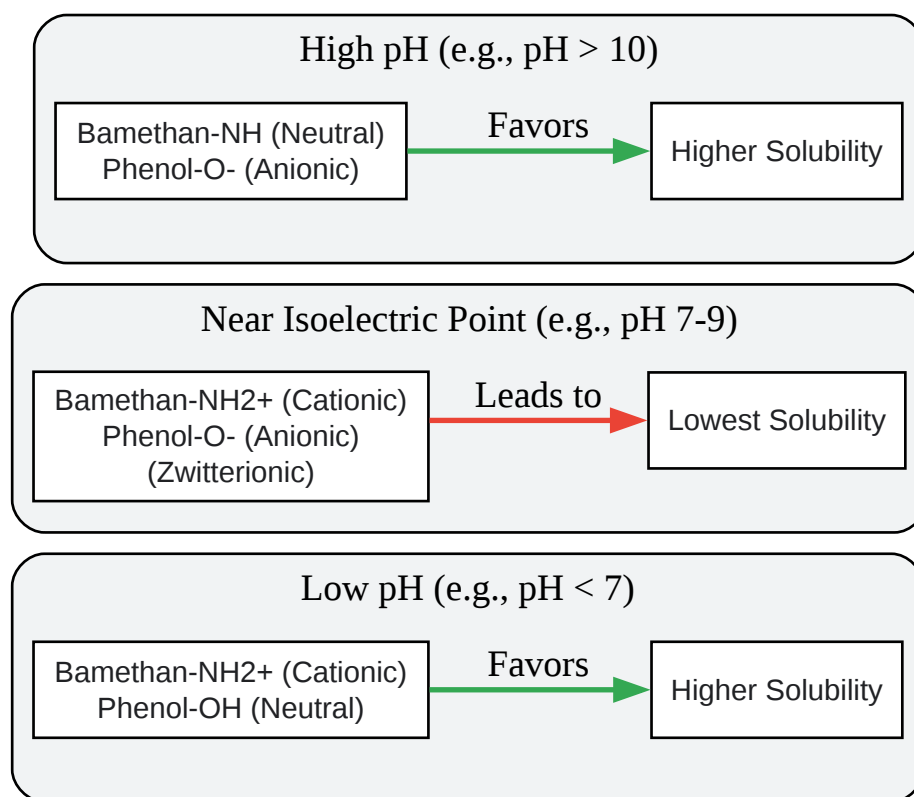 High pH (e.g., pH > 10)
Bamethan-NH (Neutral)
Phenol-O- (Anionic)
Favors
Higher Solubility
Near Isoelectric Point (e.g., pH 7-9)
Bamethan-NH2+ (Cationic)
Phenol-O- (Anionic)
(Zwitterionic)
Leads to
Lowest Solubility
Low pH (e.g., pH < 7)
Bamethan-NH2+ (Cationic)
Phenol-OH (Neutral)
Favors
Higher Solubility